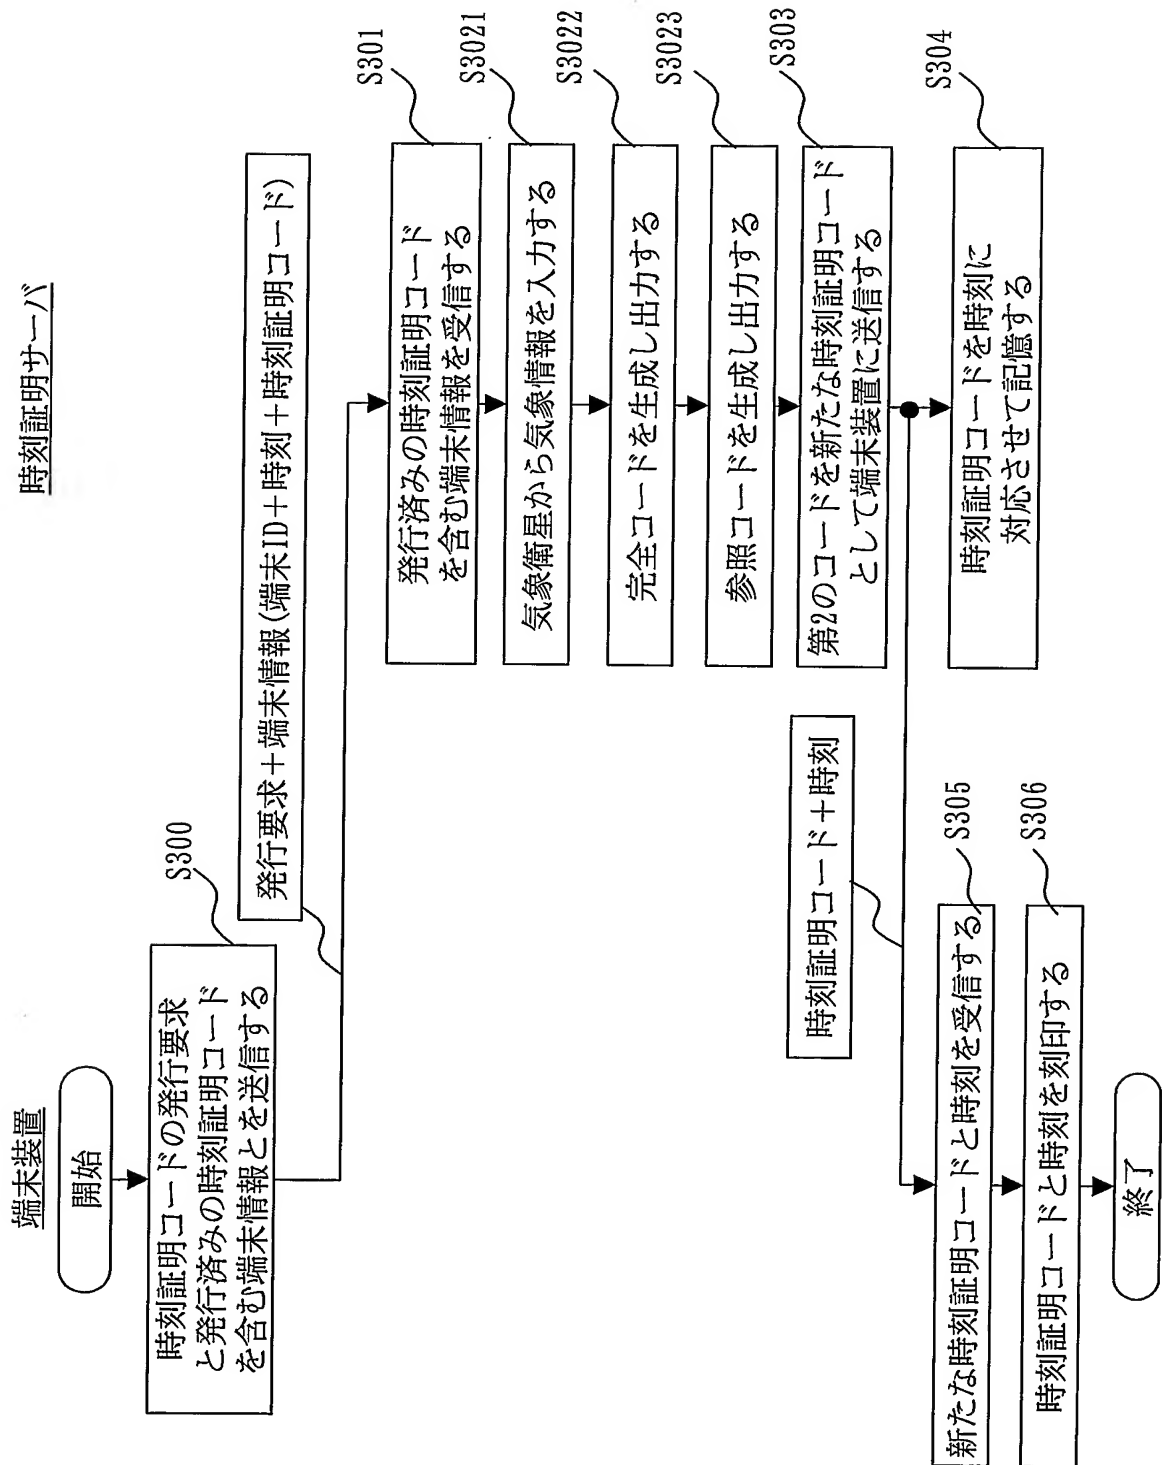 端末装置
時刻証明サーバ
開始
S300
時刻証明コードの発行要求
と発行済みの時刻証明コード
を含む端末情報とを送信する
発行要求＋端末情報(端末ID＋時刻＋時刻証明コード)
S301
発行済みの時刻証明コード
を含む端末情報を受信する
S3021
気象衛星から気象情報を入力する
S3022
完全コードを生成し出力する
S3023
参照コードを生成し出力する
S303
第2のコードを新たな時刻証明コード
として端末装置に送信する
時刻証明コード＋時刻
S304
時刻証明コードを時刻に
対応させて記憶する
S305
新たな時刻証明コードと時刻を受信する
S306
時刻証明コードと時刻を刻印する
終了